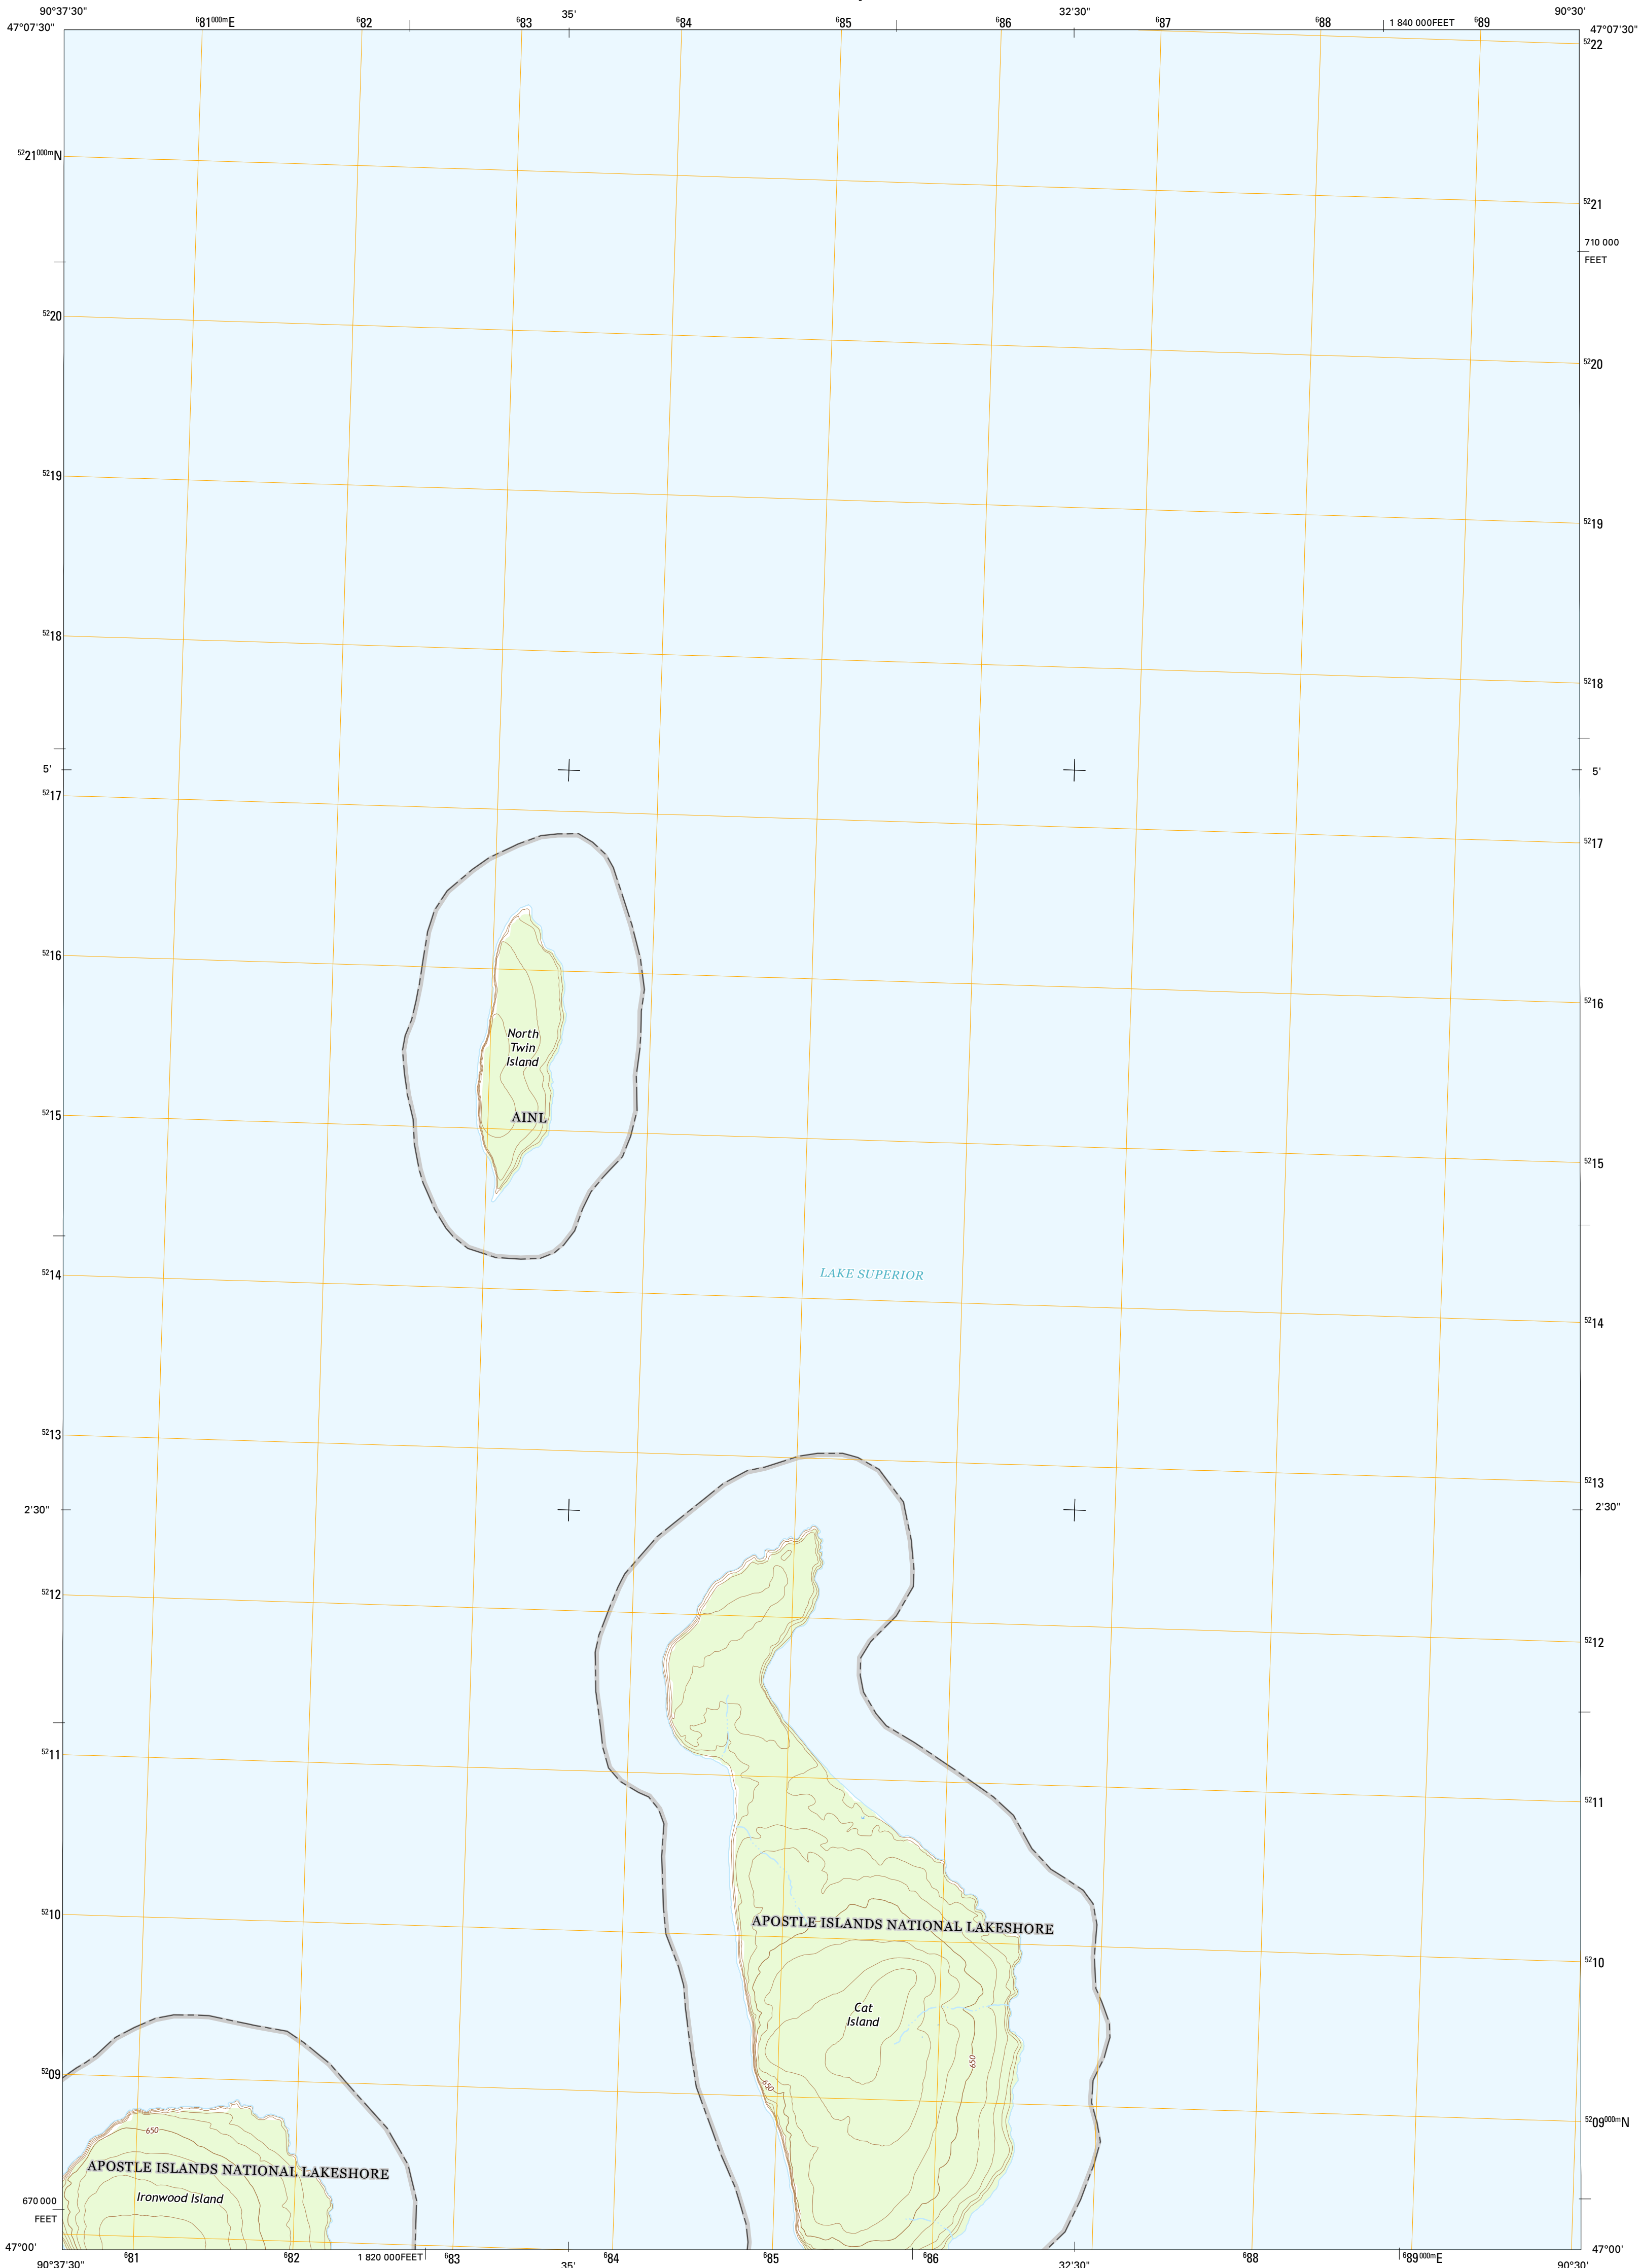 90°37'30" 35' 32'30" 90°30'
⁶81⁰⁰⁰ᵐE ⁶82 ⁶83 ⁶84 ⁶85 ⁶86 ⁶87 ⁶88 1 840 000FEET ⁶89
47°07'30" 47°07'30"
⁵²22
⁵²21⁰⁰⁰ᵐN
⁵²21
710 000
FEET
⁵²20
⁵²20
⁵²19
⁵²19
⁵²18
⁵²18
5' 5'
⁵²17
⁵²17
⁵²16
⁵²16
North
Twin
Island
AINL
⁵²15
⁵²15
LAKE SUPERIOR
⁵²14
⁵²14
⁵²13
⁵²13
2'30" 2'30"
⁵²12
⁵²12
⁵²11
⁵²11
⁵²10
APOSTLE ISLANDS NATIONAL LAKESHORE
⁵²10
Cat
Island
650
⁵²09
650
⁵²09⁰⁰⁰ᵐN
650
APOSTLE ISLANDS NATIONAL LAKESHORE
Ironwood Island
670 000
FEET
47°00' 47°00'
⁶81 ⁶82 1 820 000FEET ⁶83 ⁶84 ⁶85 ⁶86 ⁶88 ⁶89⁰⁰⁰ᵐE
90°37'30" 35' 32'30" 90°30'